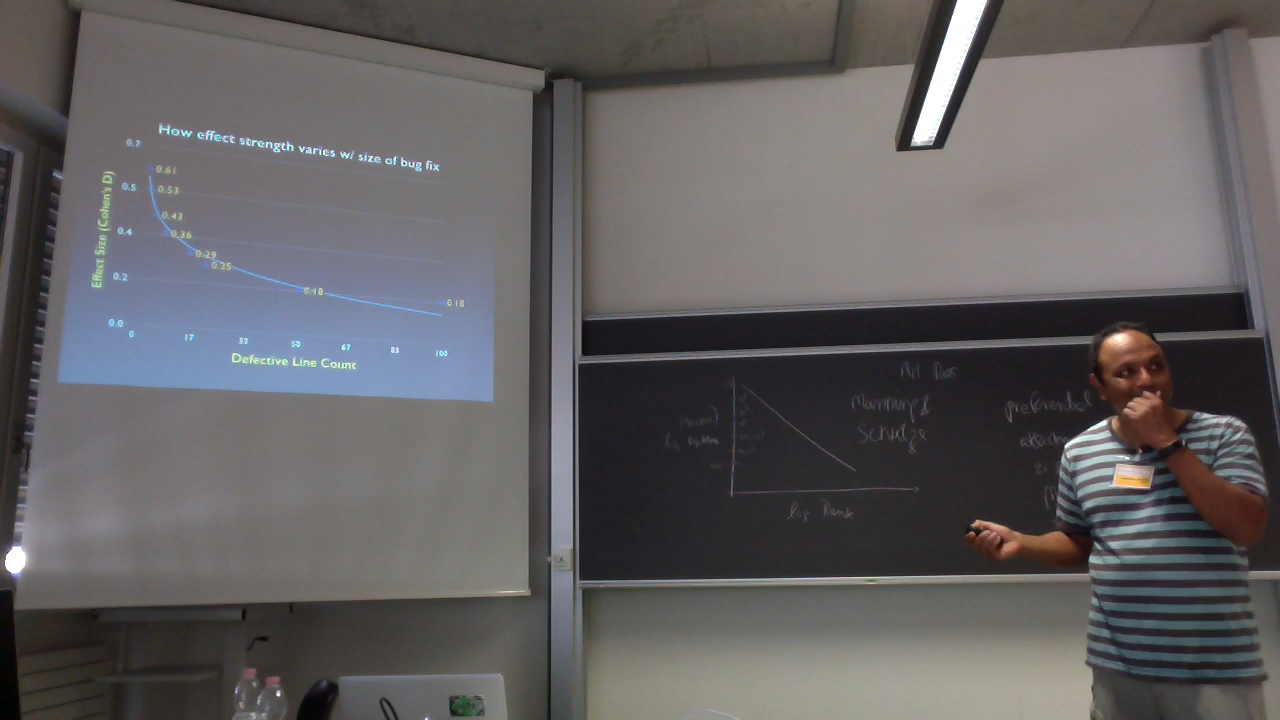 How effect strength varies w/ size of bug fix
0.7
0.61
0.5
0.53
0.43
0.4
0.36
0.29
0.25
0.2
0.18
0.10
0.0
0
17
33
50
67
83
100
Effect Size (Cohen's D)
Defective Line Count
Manning &
Schutze
log Rank
preferential